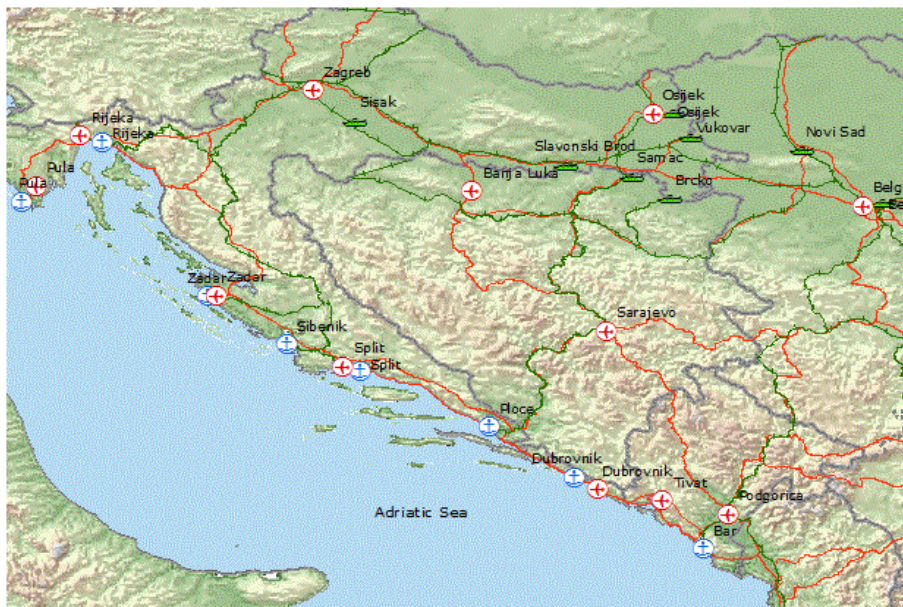 Zagreb
Sisak
Osijek
Osijek
Vukovar
Novi Sad
Rijeka
Rijeka
Slavonski Brod
Samac
Pula
Pula
Banja Luka
Brcko
Belg
Be
Zadar
Zadar
Sibenik
Sarajevo
Split
Split
Ploce
Dubrovnik
Dubrovnik
Tivat
Podgorica
Adriatic Sea
Bar